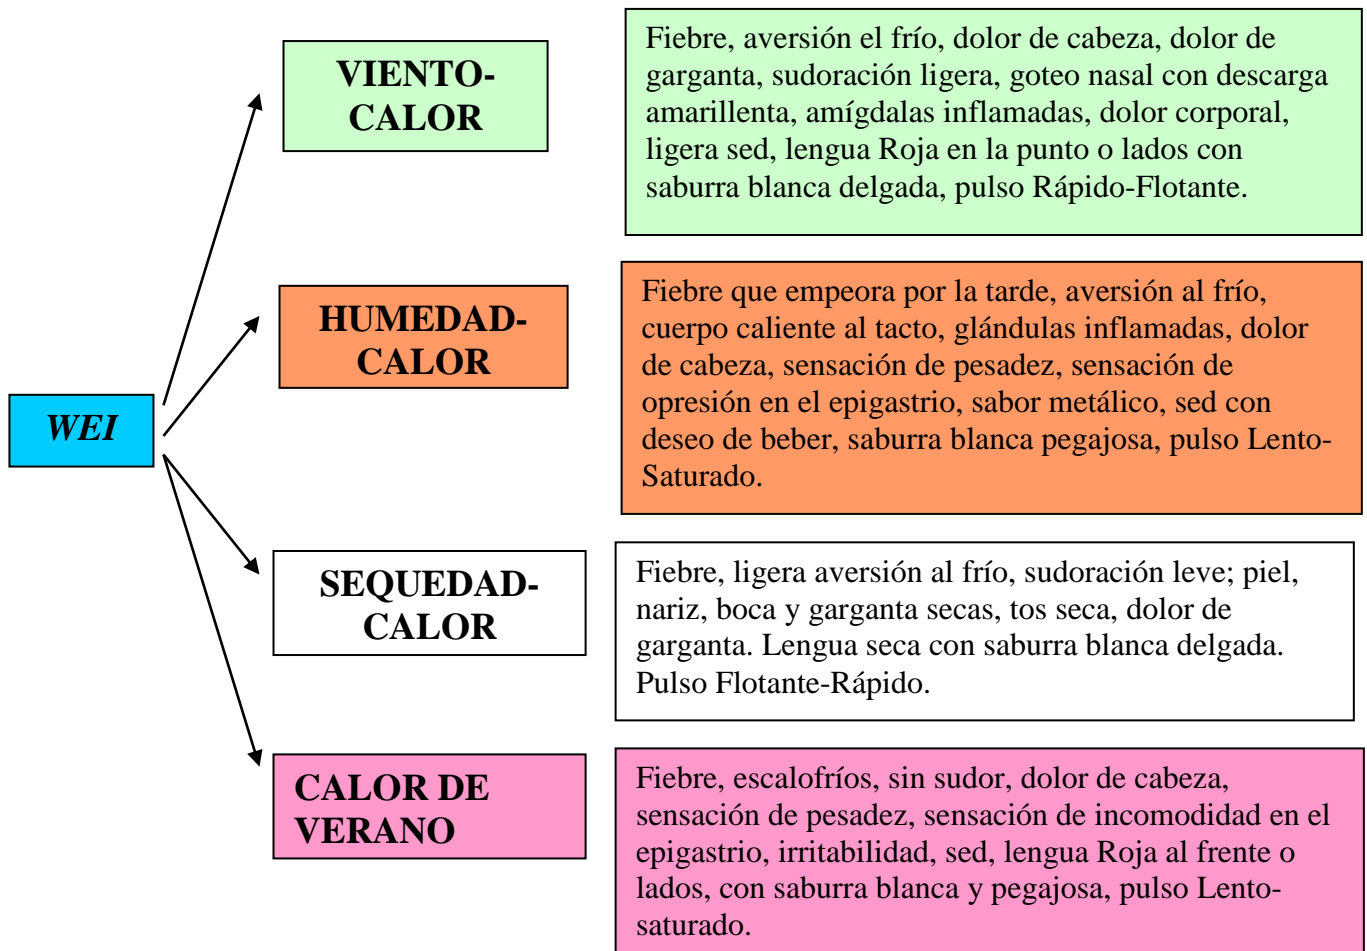 WEI
VIENTO-
CALOR
Fiebre, aversión el frío, dolor de cabeza, dolor de
garganta, sudoración ligera, goteo nasal con descarga
amarillenta, amígdalas inflamadas, dolor corporal,
ligera sed, lengua Roja en la punto o lados con
saburra blanca delgada, pulso Rápido-Flotante.
HUMEDAD-
CALOR
Fiebre que empeora por la tarde, aversión al frío,
cuerpo caliente al tacto, glándulas inflamadas, dolor
de cabeza, sensación de pesadez, sensación de
opresión en el epigastrio, sabor metálico, sed con
deseo de beber, saburra blanca pegajosa, pulso Lento-
Saturado.
SEQUEDAD-
CALOR
Fiebre, ligera aversión al frío, sudoración leve; piel,
nariz, boca y garganta secas, tos seca, dolor de
garganta. Lengua seca con saburra blanca delgada.
Pulso Flotante-Rápido.
CALOR DE
VERANO
Fiebre, escalofríos, sin sudor, dolor de cabeza,
sensación de pesadez, sensación de incomodidad en el
epigastrio, irritabilidad, sed, lengua Roja al frente o
lados, con saburra blanca y pegajosa, pulso Lento-
saturado.